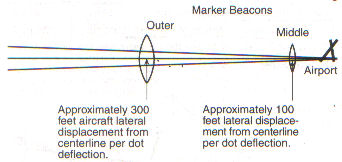 Marker Beacons
Outer
Middle
Airport
Approximately 300
feet aircraft lateral
displacement from
centerline per dot
deflection.
Approximately 100
feet lateral displace-
ment from centerline
per dot deflection.